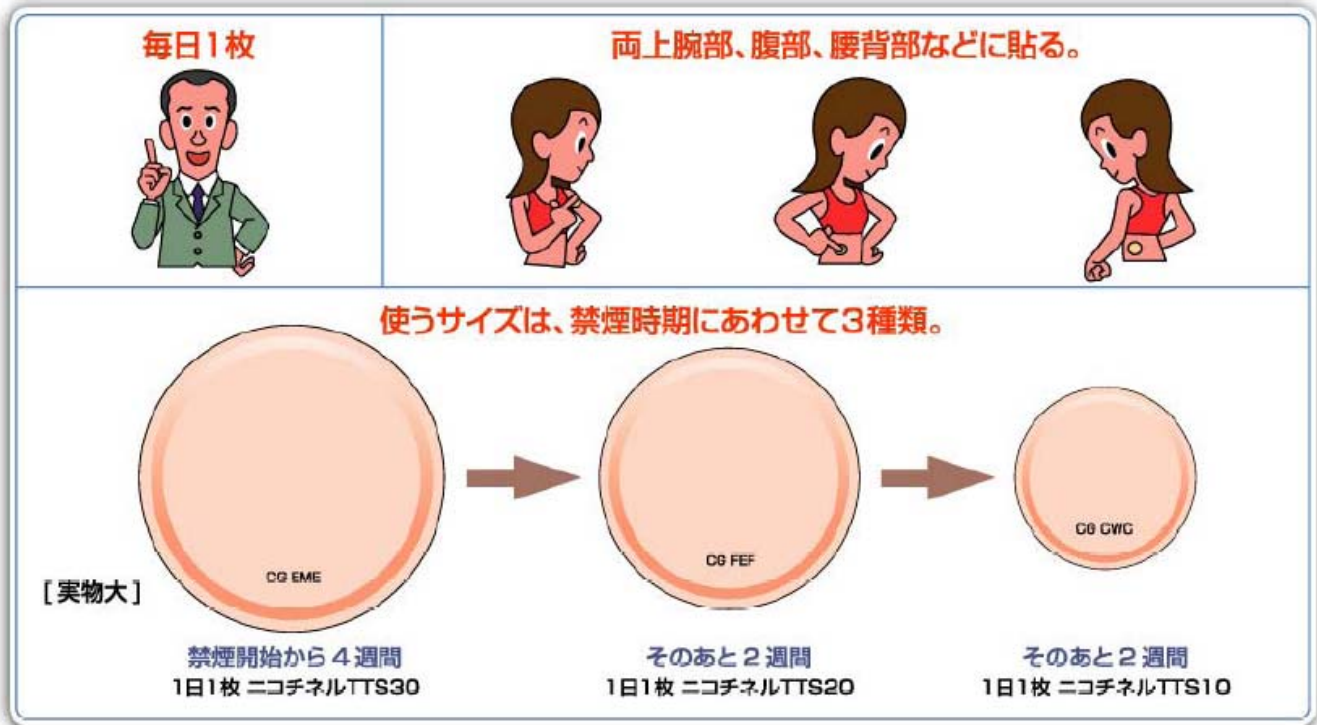 毎日1枚
両上腕部、腹部、腰背部などに貼る。
使うサイズは、禁煙時期にあわせて3種類。
CG EME
CG FEF
CG CWC
[実物大]
禁煙開始から4週間
1日1枚 ニコチネルTTS30
そのあと2週間
1日1枚 ニコチネルTTS20
そのあと2週間
1日1枚 ニコチネルTTS10